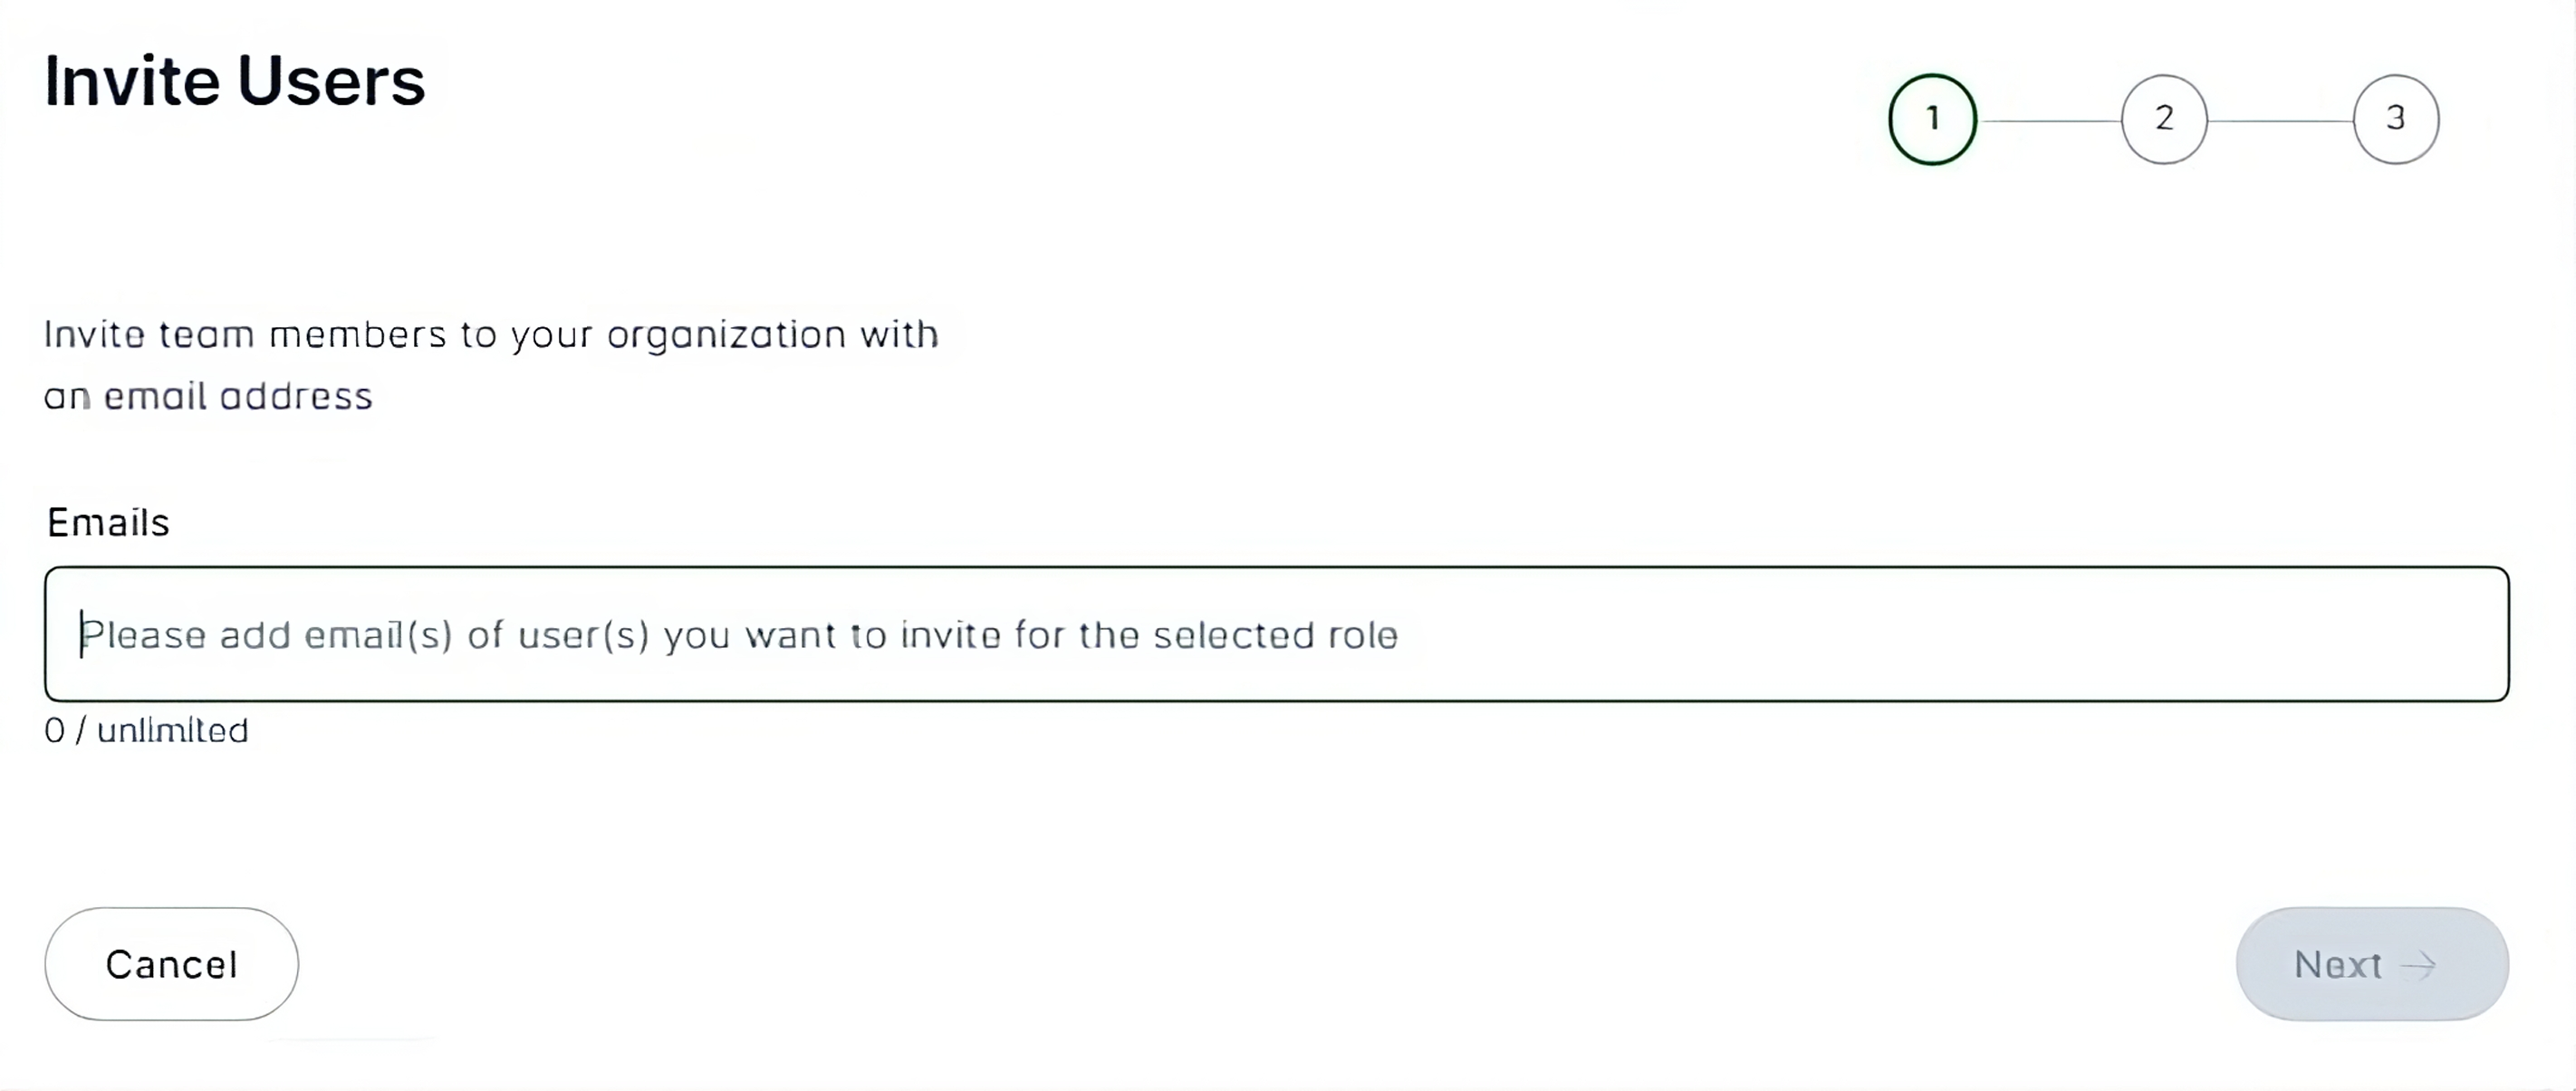 Invite Users
1
2
3
Invite team members to your organization with
an email address
Emails
Please add email(s) of user(s) you want to invite for the selected role
0 / unlimited
Cancel
Next →